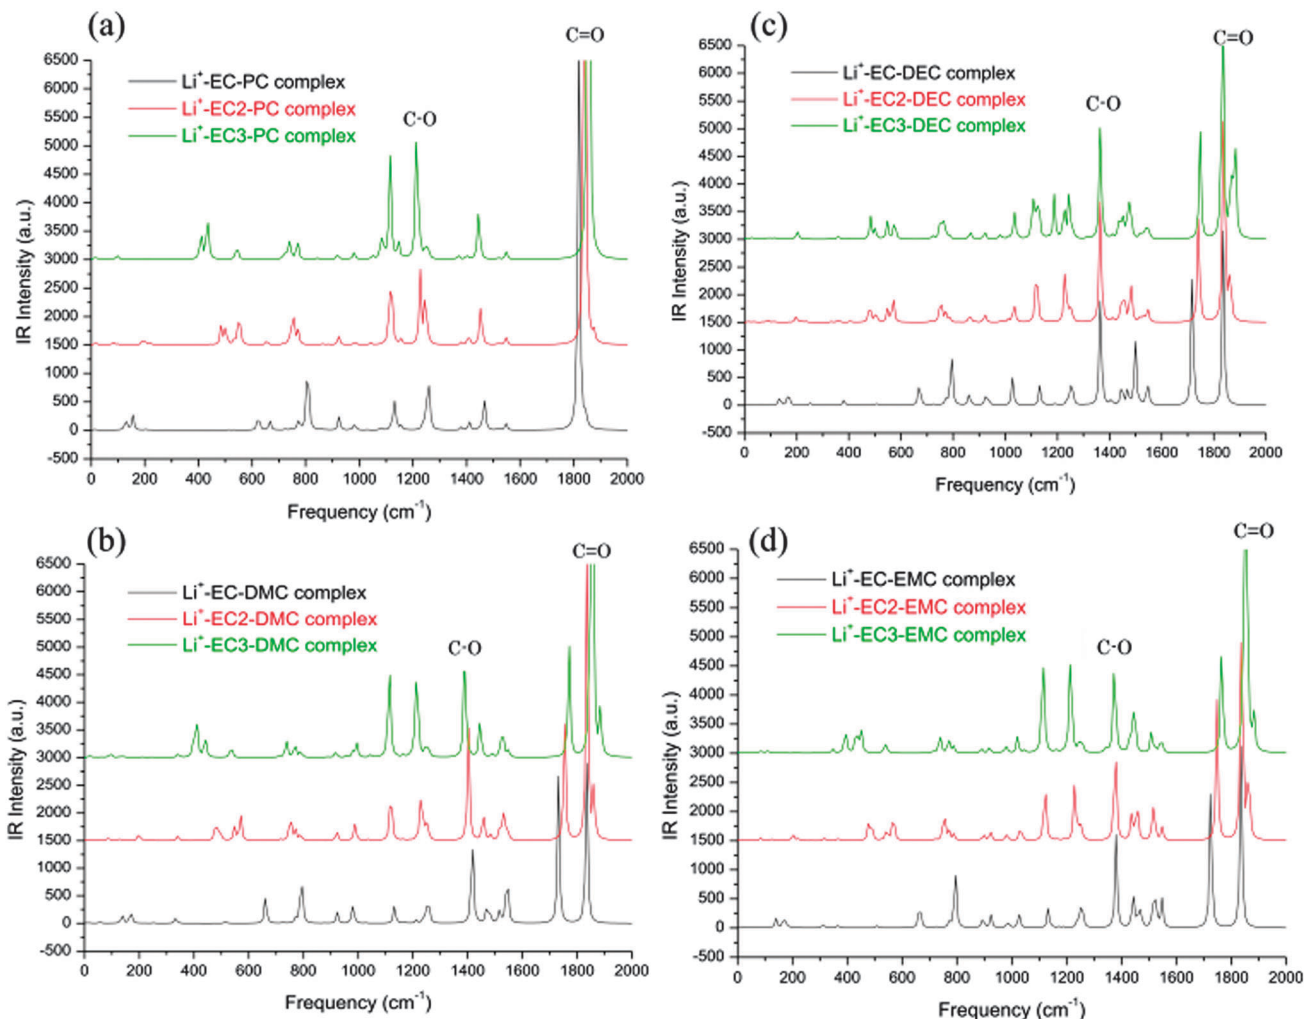 (a)
C=O
6500
6000
5500
5000
4500
4000
3500
3000
2500
2000
1500
1000
500
0
-500
IR Intensity (a.u.)
Li⁺-EC-PC complex
Li⁺-EC2-PC complex
Li⁺-EC3-PC complex
C-O
0 200 400 600 800 1000 1200 1400 1600 1800 2000
Frequency (cm⁻¹)
(c)
C=O
6500
6000
5500
5000
4500
4000
3500
3000
2500
2000
1500
1000
500
0
-500
IR Intensity (a.u.)
Li⁺-EC-DEC complex
Li⁺-EC2-DEC complex
Li⁺-EC3-DEC complex
C-O
0 200 400 600 800 1000 1200 1400 1600 1800 2000
Frequency (cm⁻¹)
(b)
C=O
6500
6000
5500
5000
4500
4000
3500
3000
2500
2000
1500
1000
500
0
-500
IR Intensity (a.u.)
Li⁺-EC-DMC complex
Li⁺-EC2-DMC complex
Li⁺-EC3-DMC complex
C-O
0 200 400 600 800 1000 1200 1400 1600 1800 2000
Frequency (cm⁻¹)
(d)
C=O
6500
6000
5500
5000
4500
4000
3500
3000
2500
2000
1500
1000
500
0
-500
IR Intensity (a.u.)
Li⁺-EC-EMC complex
Li⁺-EC2-EMC complex
Li⁺-EC3-EMC complex
C-O
0 200 400 600 800 1000 1200 1400 1600 1800 2000
Frequency (cm⁻¹)